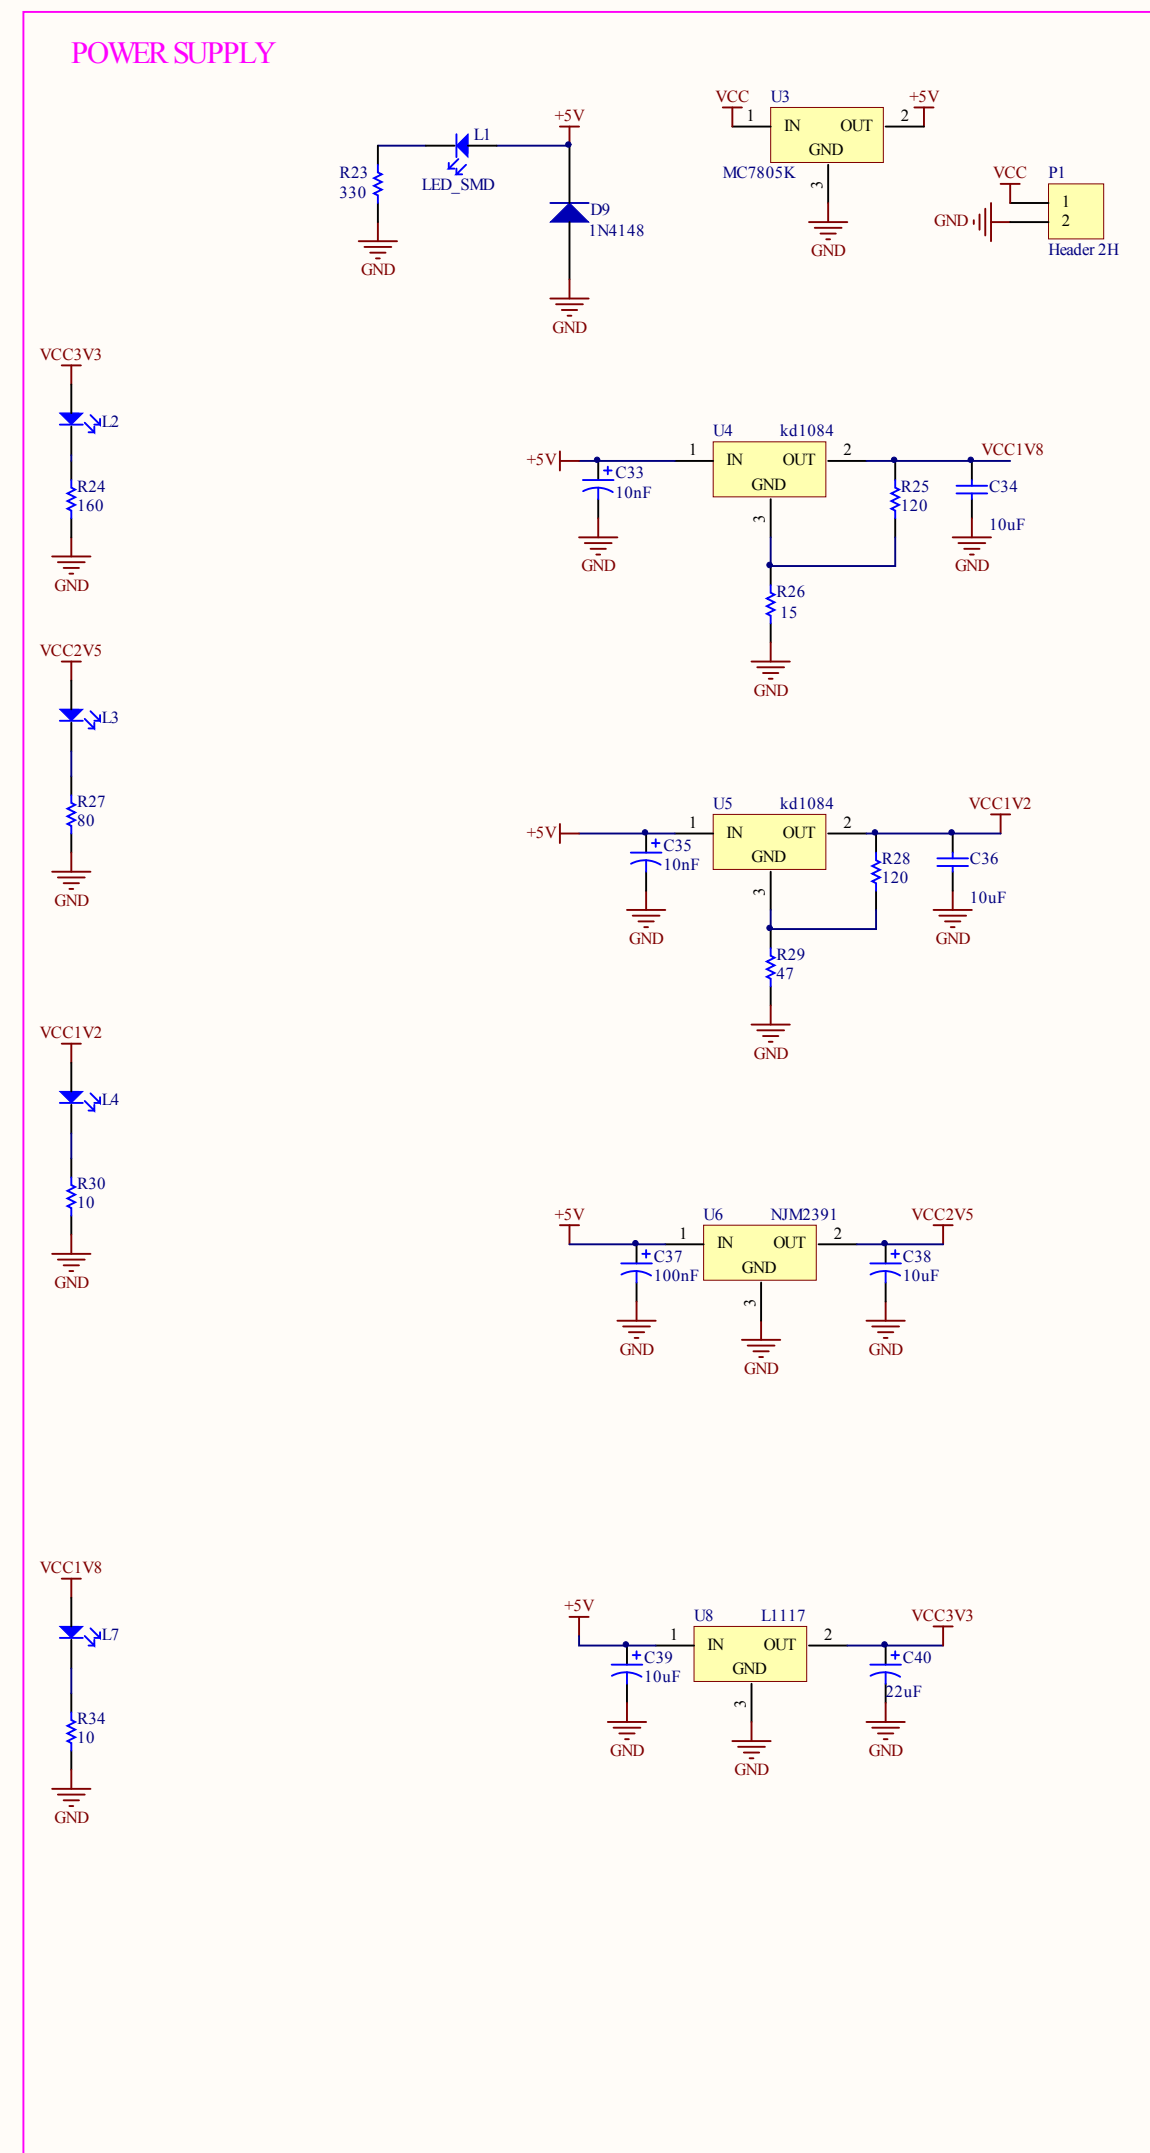 POWER SUPPLY
+5V
L1
LED_SMD
R23
330
GND
D9
1N4148
GND
VCC
U3
+5V
1
IN
OUT
2
GND
MC7805K
3
GND
VCC
P1
1
GND
2
Header 2H
VCC3V3
L2
R24
160
GND
U4
kd1084
+5V
1
IN
OUT
2
VCC1V8
+
C33
10nF
GND
GND
3
R25
120
C34
10uF
GND
R26
15
GND
VCC2V5
L3
R27
80
GND
U5
kd1084
VCC1V2
+5V
1
IN
OUT
2
+
C35
10nF
GND
GND
3
R28
120
C36
10uF
GND
R29
47
GND
VCC1V2
L4
R30
10
GND
+5V
U6
NJM2391
VCC2V5
1
IN
OUT
2
+
C37
100nF
GND
GND
3
GND
+
C38
10uF
GND
VCC1V8
L7
R34
10
GND
+5V
U8
L1117
VCC3V3
1
IN
OUT
2
+
C39
10uF
GND
GND
3
GND
+
C40
22uF
GND